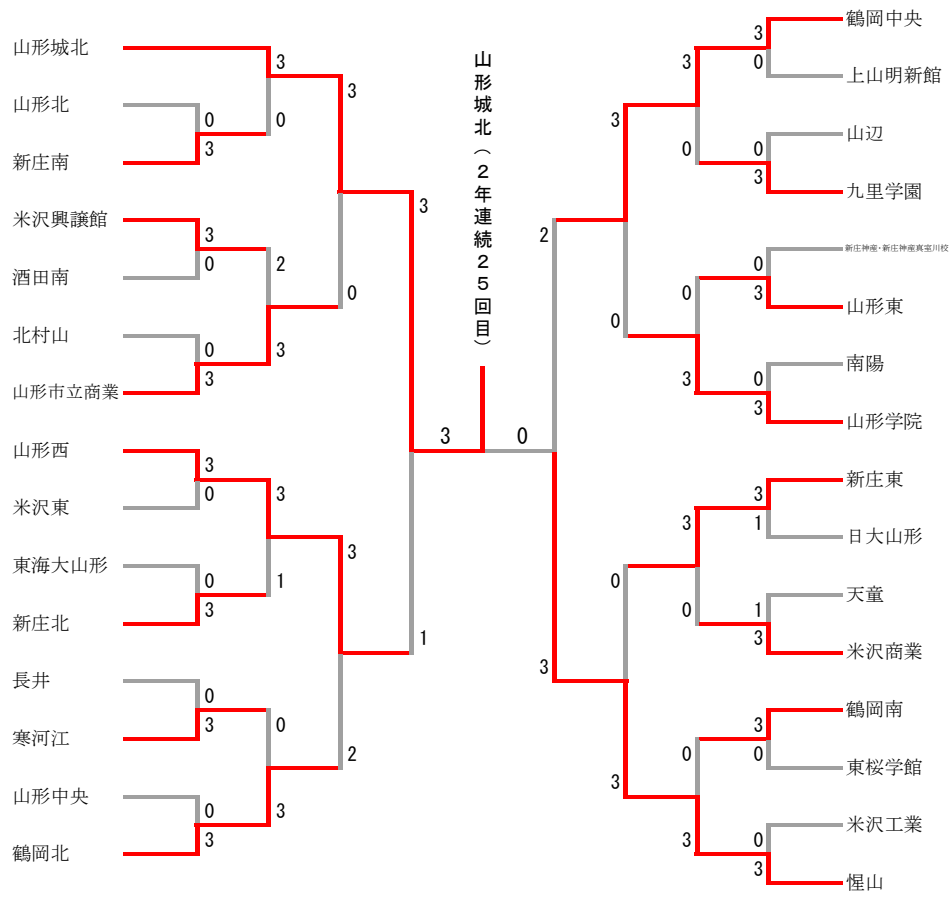 山形城北
山形北
新庄南
米沢興譲館
酒田南
北村山
山形市立商業
山形西
米沢東
東海大山形
新庄北
長井
寒河江
山形中央
鶴岡北
3
0
3
0
3
0
2
0
3
3
3
0
3
0
3
0
3
1
0
3
0
3
0
3
3
2
3
1
山形城北(2年連続25回目)
3
0
2
3
3
0
0
3
3
0
0
3
3
0
0
3
3
0
0
3
0
3
0
3
3
1
1
3
3
0
0
3
鶴岡中央
上山明新館
山辺
九里学園
新庄神産・新庄神産真室川校
山形東
南陽
山形学院
新庄東
日大山形
天童
米沢商業
鶴岡南
東桜学館
米沢工業
惺山